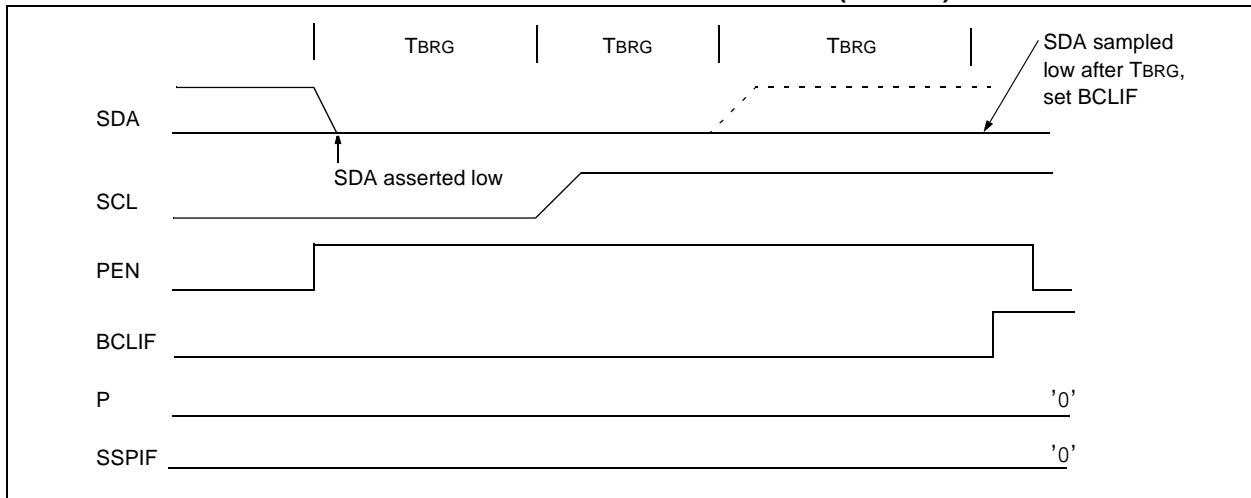 TBRG TBRG TBRG
SDA sampled
low after TBRG,
set BCLIF
SDA
SDA asserted low
SCL
PEN
BCLIF
P '0'
SSPIF '0'